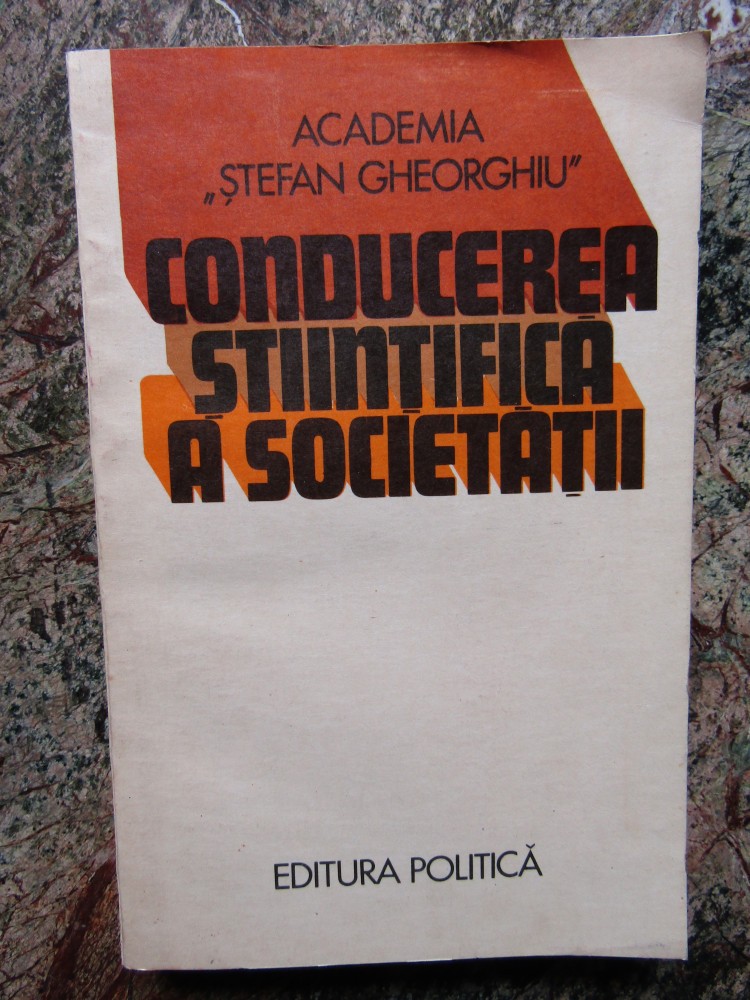 ACADEMIA
„ȘTEFAN GHEORGHIU”
CONDUCEREA
ȘTIINȚIFICĂ
A SOCIETĂȚII
EDITURA POLITICĂ